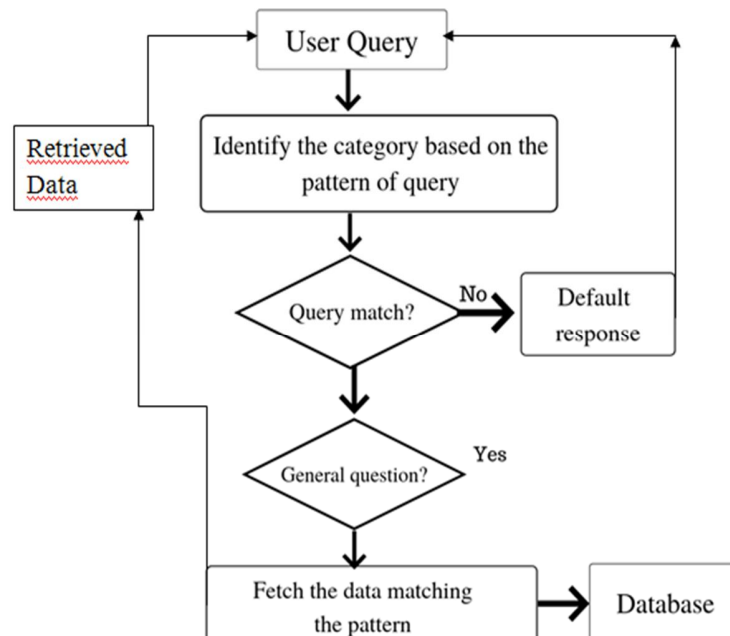 User Query
Retrieved
Data
Identify the category based on the
pattern of query
Query match?
No
Default
response
General question?
Yes
Fetch the data matching
the pattern
Database